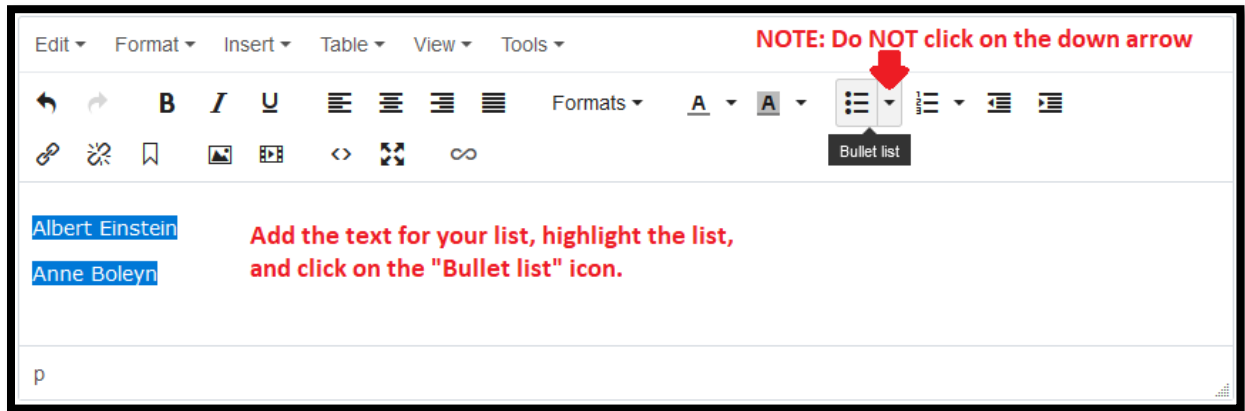 Edit Format Insert Table View Tools NOTE: Do NOT click on the down arrow
B I U Formats A A
Bullet list
Albert Einstein
Add the text for your list, highlight the list,
Anne Boleyn
and click on the "Bullet list" icon.
p